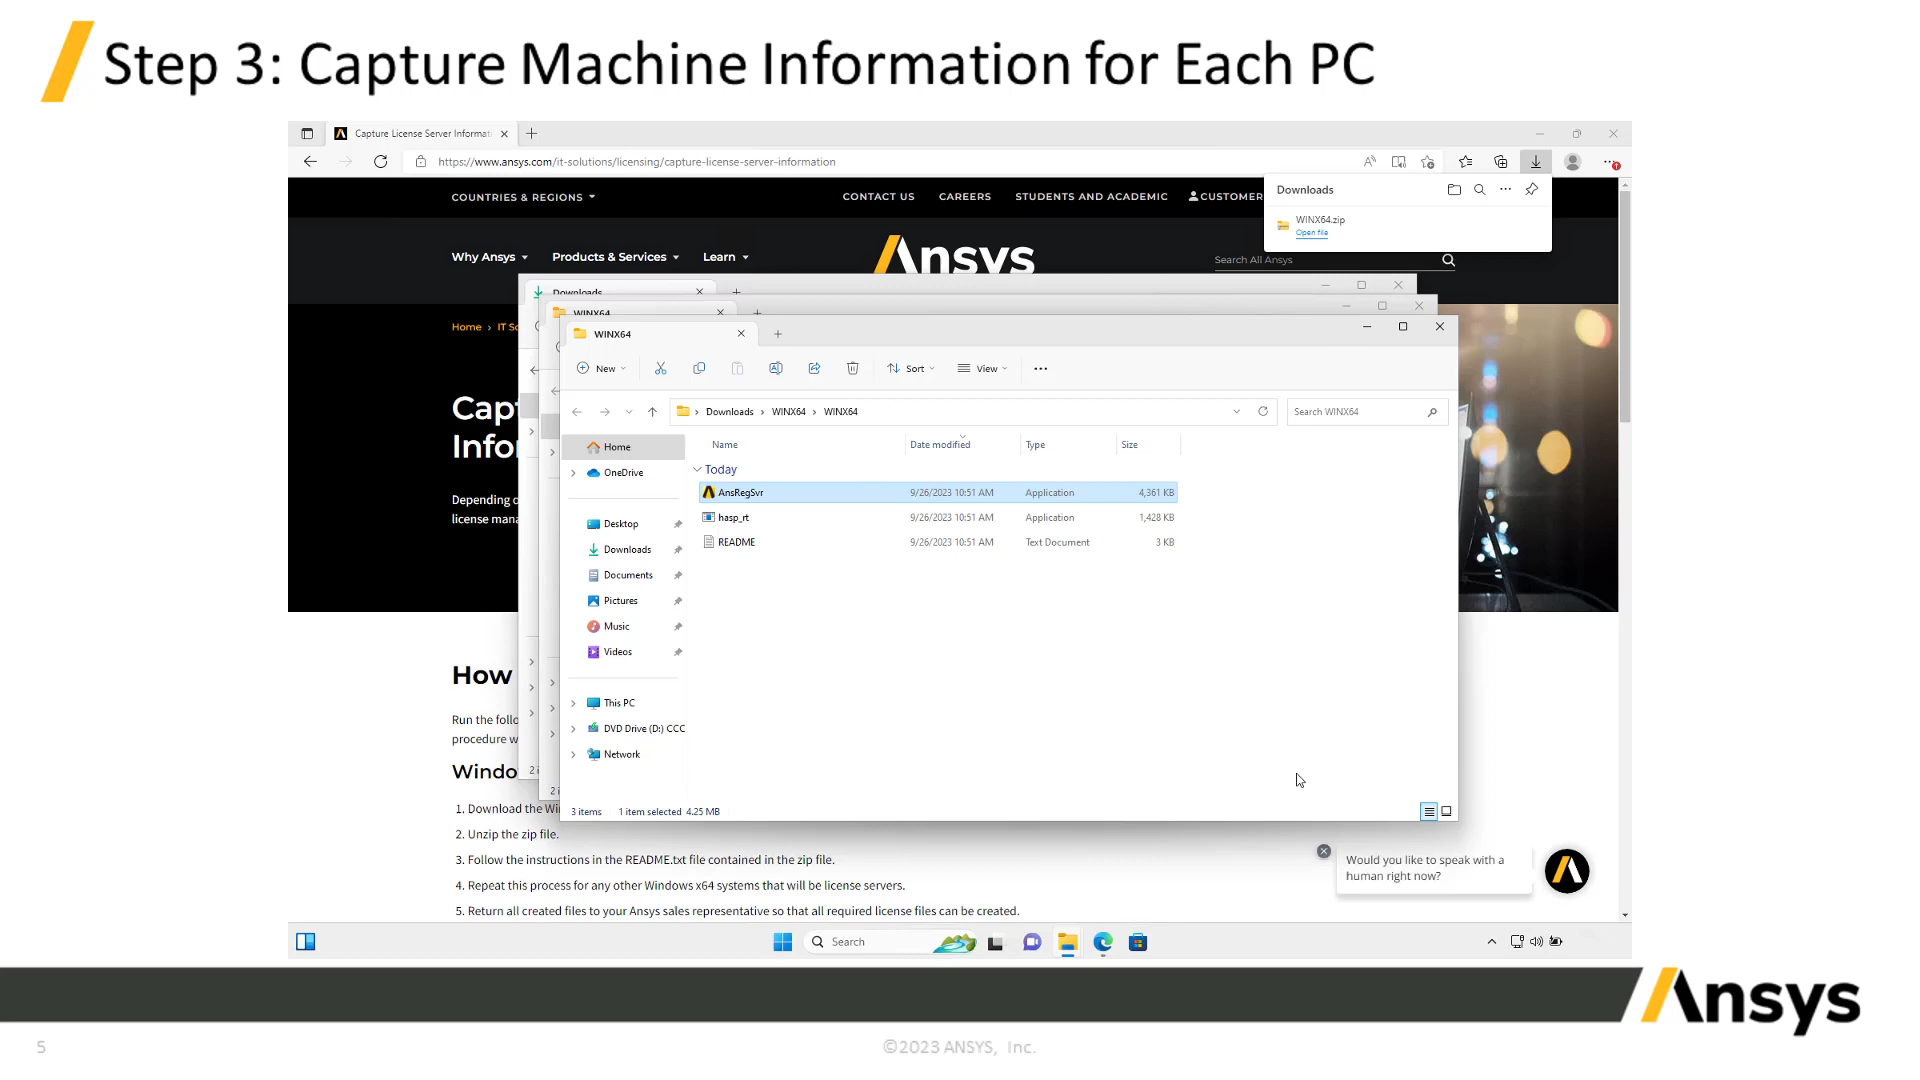 Step 3: Capture Machine Information for Each PC
Capture License Server Informati
https://www.ansys.com/it-solutions/licensing/capture-license-server-information
Downloads
WINX64.zip
Open file
COUNTRIES & REGIONS
CONTACT US
CAREERS
STUDENTS AND ACADEMIC
CUSTOMER
Why Ansys
Products & Services
Learn
Ansys
Search All Ansys
Downloads
WINX64
WINX64
Home › IT So
New
Sort
View
Downloads › WINX64 › WINX64
Search WINX64
Name
Date modified
Type
Size
Home
OneDrive
Desktop
Downloads
Documents
Pictures
Music
Videos
This PC
DVD Drive (D:) CCC
Network
Today
AnsRegSvr 9/26/2023 10:51 AM Application 4,361 KB
hasp_rt 9/26/2023 10:51 AM Application 1,428 KB
README 9/26/2023 10:51 AM Text Document 3 KB
3 items
1 item selected 4.25 MB
Capt
Info
Depending o
license mana
How
Run the follo
procedure w
Windo
2 i
2 i
1. Download the Wi
2. Unzip the zip file.
3. Follow the instructions in the README.txt file contained in the zip file.
4. Repeat this process for any other Windows x64 systems that will be license servers.
5. Return all created files to your Ansys sales representative so that all required license files can be created.
Would you like to speak with a
human right now?
Search
Ansys
5
©2023 ANSYS, Inc.